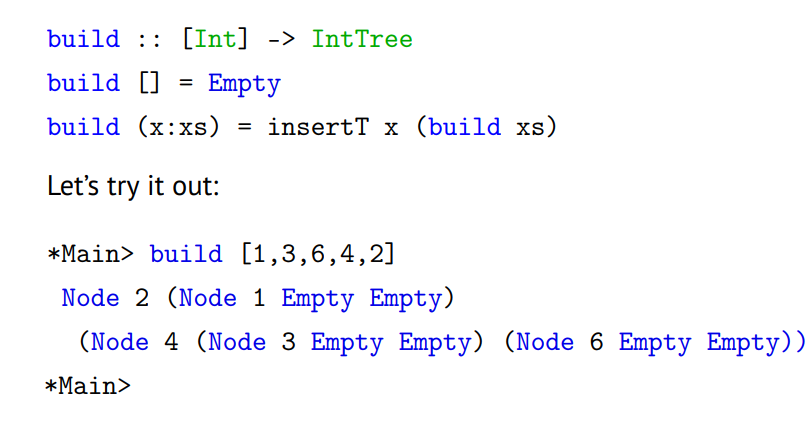 build :: [Int] -> IntTree
build [] = Empty
build (x:xs) = insertT x (build xs)
Let's try it out:
*Main> build [1,3,6,4,2]
Node 2 (Node 1 Empty Empty)
(Node 4 (Node 3 Empty Empty) (Node 6 Empty Empty))
*Main>